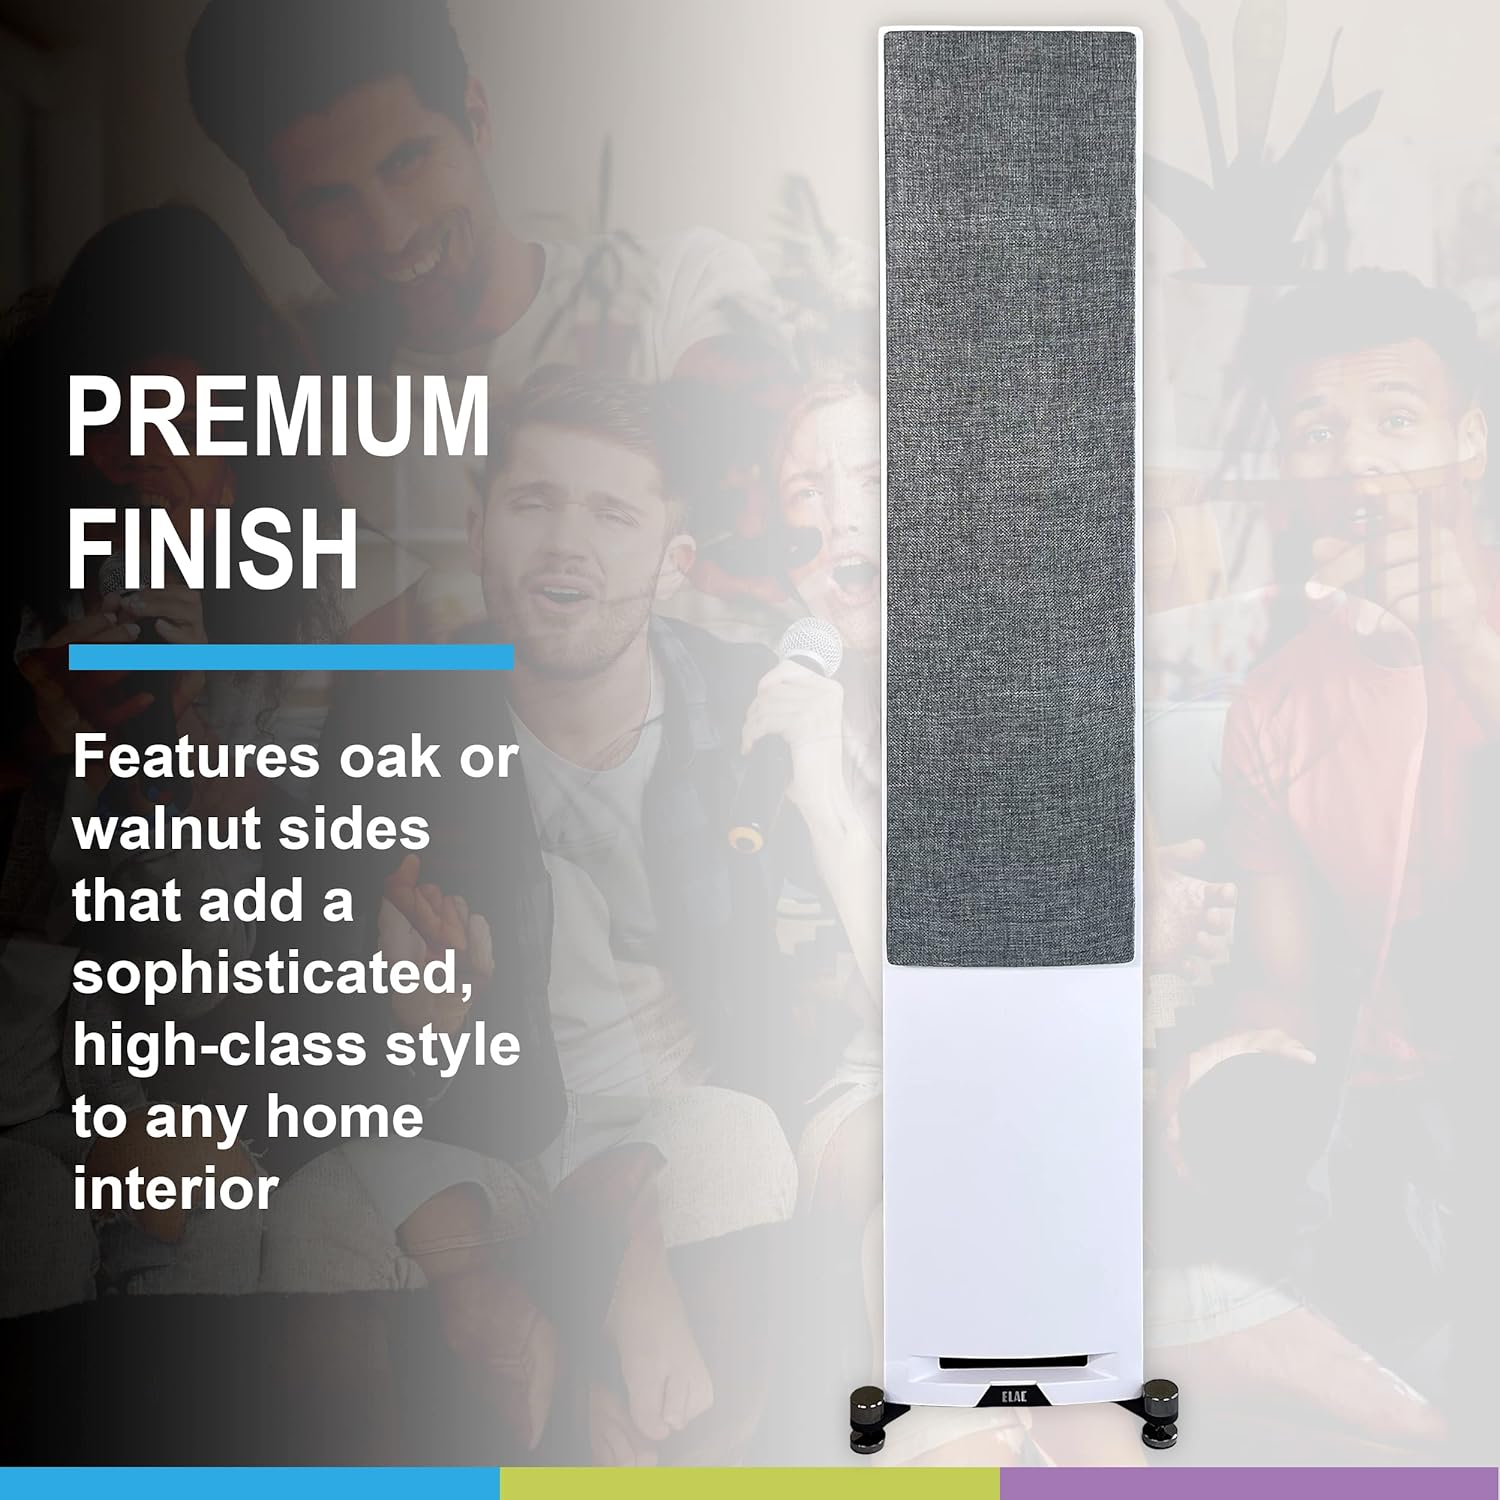 PREMIUM
FINISH
Features oak or
walnut sides
that add a
sophisticated,
high-class style
to any home
interior
ELAC